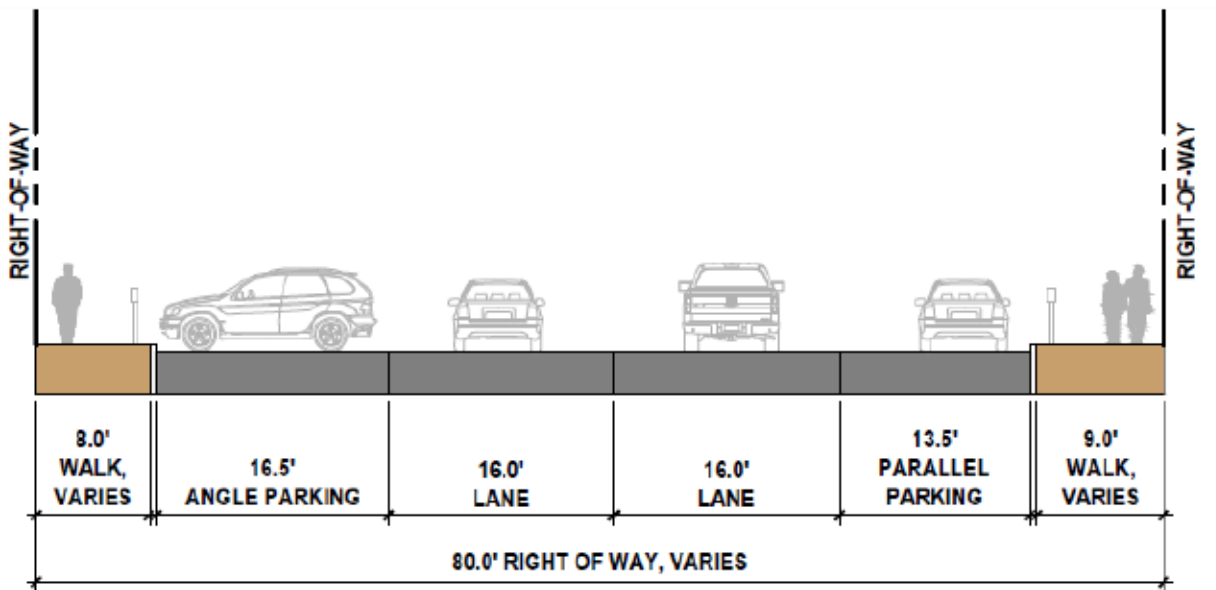 RIGHT-OF-WAY
RIGHT-OF-WAY
8.0'
WALK,
VARIES
16.5'
ANGLE PARKING
16.0'
LANE
16.0'
LANE
13.5'
PARALLEL
PARKING
9.0'
WALK,
VARIES
80.0' RIGHT OF WAY, VARIES